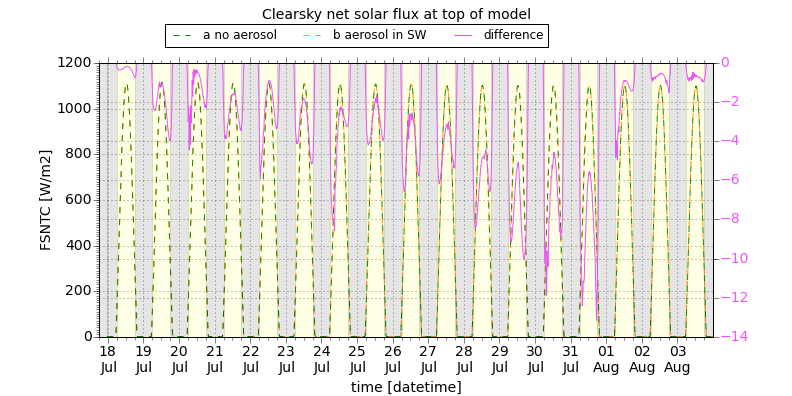 Clearsky net solar flux at top of model
a no aerosol b aerosol in SW difference
1200 0
1000 −2
800 −4
600 −6
400 −8
200 −10
0 −12
−14
FSNTC [W/m2]
18 19 20 21 22 23 24 25 26 27 28 29 30 31 01 02 03
Jul Jul Jul Jul Jul Jul Jul Jul Jul Jul Jul Jul Jul Jul Aug Aug Aug
time [datetime]